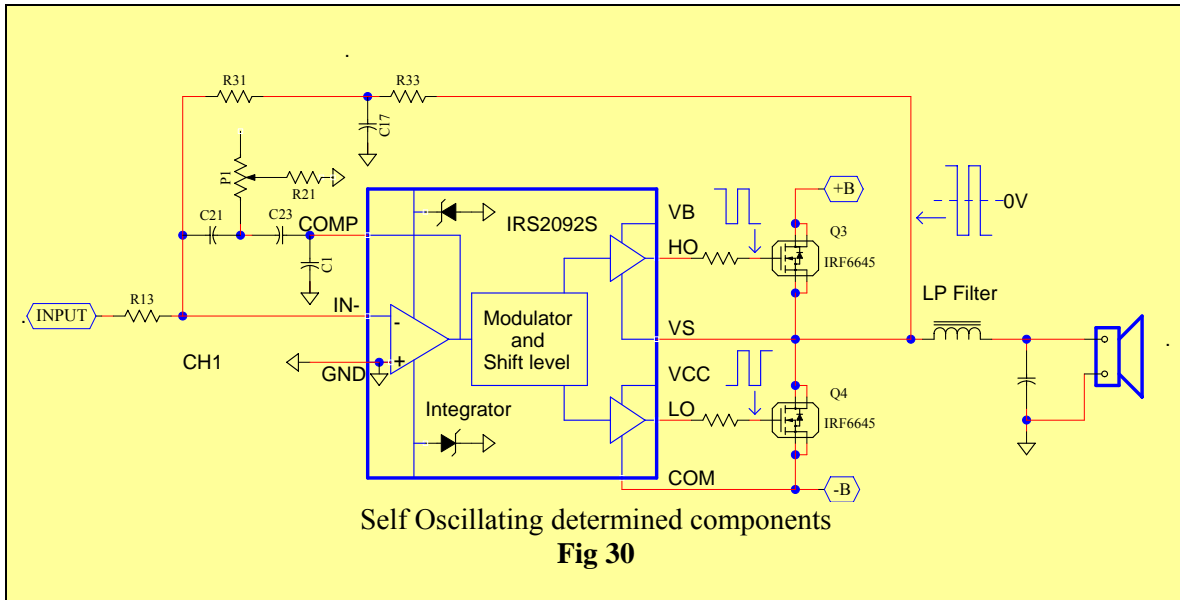 R31
R33
C17
P1
R21
C21
C23
COMP
C1
IRS2092S
VB
HO
+B
Q3
IRF6645
0V
LP Filter
INPUT
R13
IN-
-
+
GND
CH1
Modulator
and
Shift level
Integrator
VS
VCC
LO
COM
Q4
IRF6645
-B
Self Oscillating determined components
Fig 30